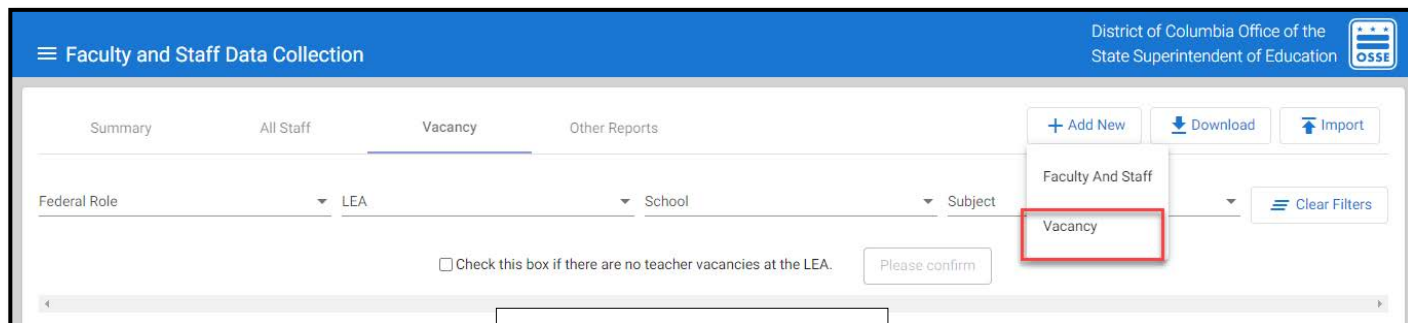 District of Columbia Office of the
State Superintendent of Education
OSSE
Faculty and Staff Data Collection
Summary All Staff Vacancy Other Reports + Add New Download Import
Faculty And Staff
Federal Role LEA School Subject Clear Filters
Vacancy
Check this box if there are no teacher vacancies at the LEA. Please confirm